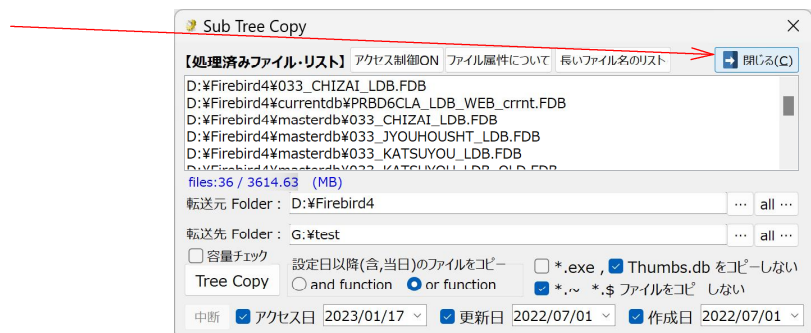 Sub Tree Copy
【処理済みファイル・リスト】 アクセス制御ON ファイル属性について 長いファイル名のリスト 閉じる(C)
D:¥Firebird4¥033_CHIZAI_LDB.FDB
D:¥Firebird4¥currentdb¥PRBD6CLA_LDB_WEB_crrnt.FDB
D:¥Firebird4¥masterdb¥033_CHIZAI_LDB.FDB
D:¥Firebird4¥masterdb¥033_JYOUHOUSHT_LDB.FDB
D:¥Firebird4¥masterdb¥033_KATSUYOU_LDB.FDB
D:¥Firebird4¥masterdb¥033_KATSUYOU_LDB_OLD.FDB
files:36 / 3614.63 (MB)
転送元 Folder : D:¥Firebird4 ... all ...
転送先 Folder : G:¥test ... all ...
容量チェック 設定日以降(含,当日)のファイルをコピー *.exe , Thumbs.db をコピーしない
Tree Copy and function or function *.~ *.$ ファイルをコピ しない
中断 アクセス日 2023/01/17 更新日 2022/07/01 作成日 2022/07/01